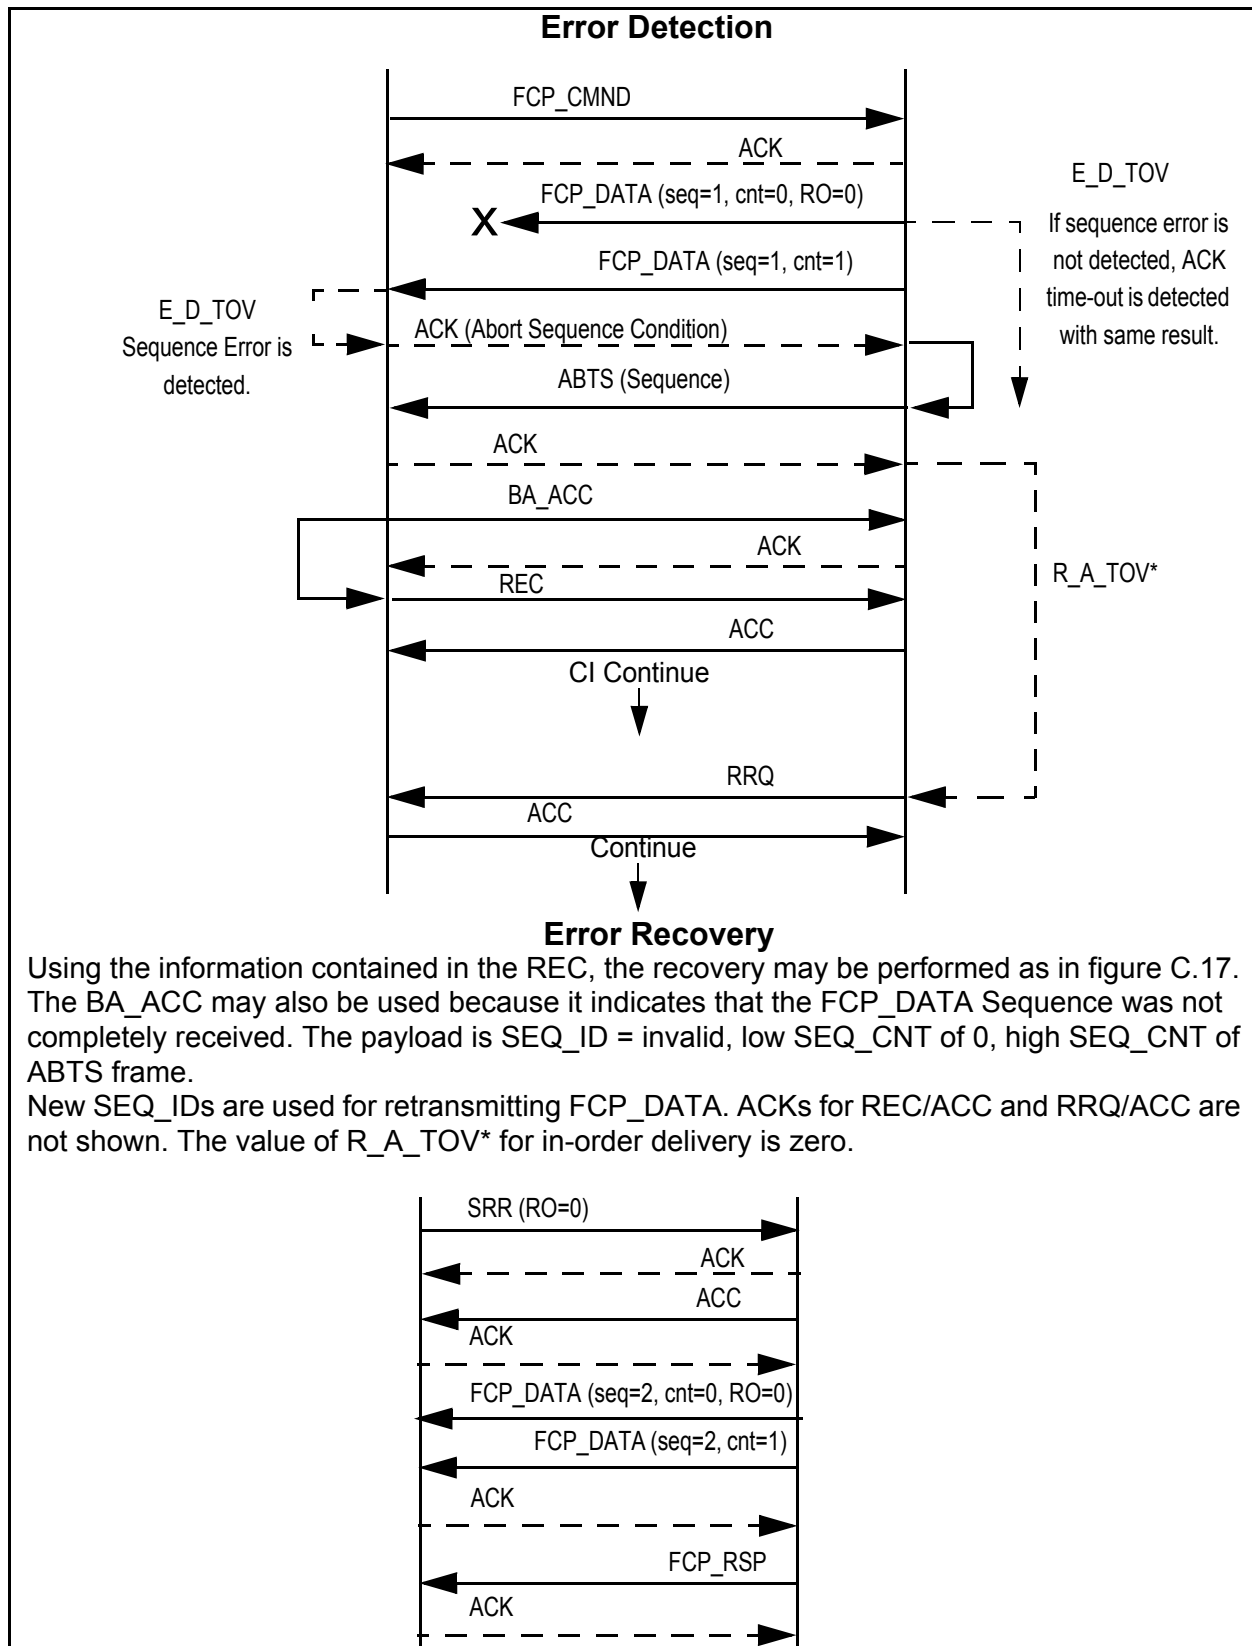 Error Detection
FCP_CMND
ACK
E_D_TOV
FCP_DATA (seq=1, cnt=0, RO=0)
X
If sequence error is
not detected, ACK
time-out is detected
with same result.
FCP_DATA (seq=1, cnt=1)
E_D_TOV
Sequence Error is
detected.
ACK (Abort Sequence Condition)
ABTS (Sequence)
ACK
BA_ACC
ACK
R_A_TOV*
REC
ACC
CI Continue
RRQ
ACC
Continue
Error Recovery
Using the information contained in the REC, the recovery may be performed as in figure C.17.
The BA_ACC may also be used because it indicates that the FCP_DATA Sequence was not
completely received. The payload is SEQ_ID = invalid, low SEQ_CNT of 0, high SEQ_CNT of
ABTS frame.
New SEQ_IDs are used for retransmitting FCP_DATA. ACKs for REC/ACC and RRQ/ACC are
not shown. The value of R_A_TOV* for in-order delivery is zero.
SRR (RO=0)
ACK
ACC
ACK
FCP_DATA (seq=2, cnt=0, RO=0)
FCP_DATA (seq=2, cnt=1)
ACK
FCP_RSP
ACK